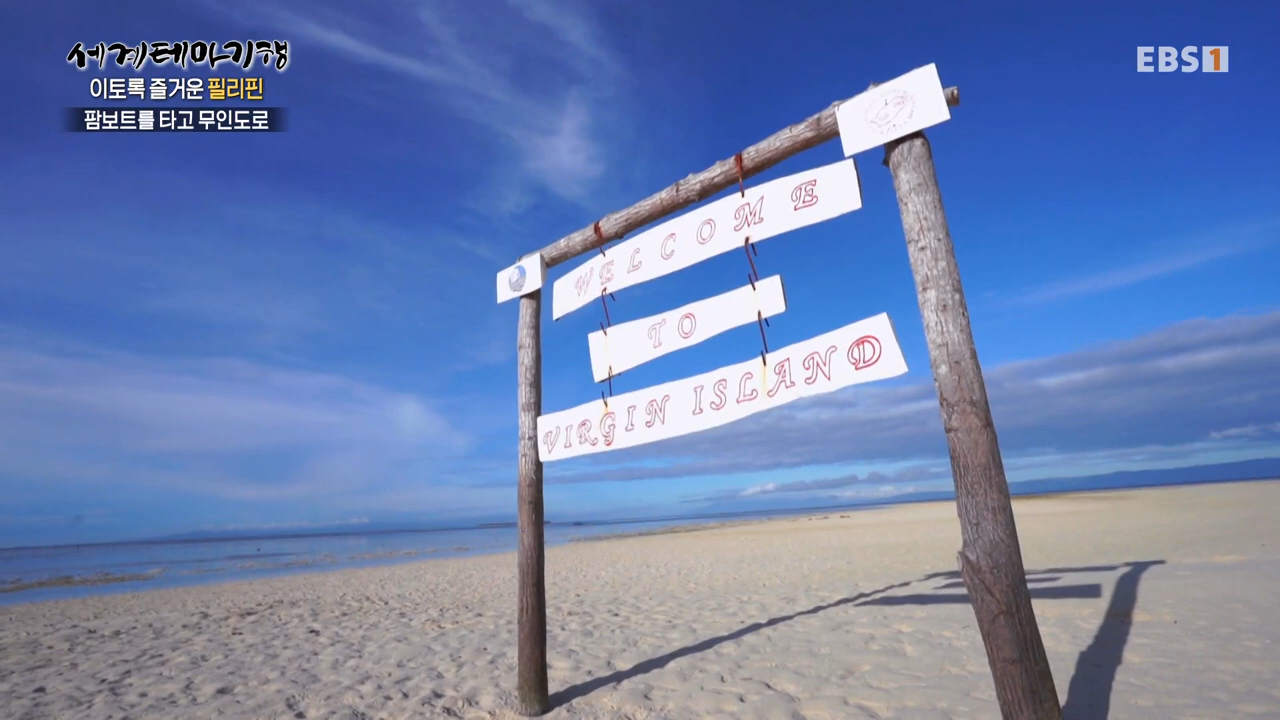 세계테마기행
이토록 즐거운 필리핀
팜보트를 타고 무인도로
EBS1
WELCOME
TO
VIRGIN ISLAND